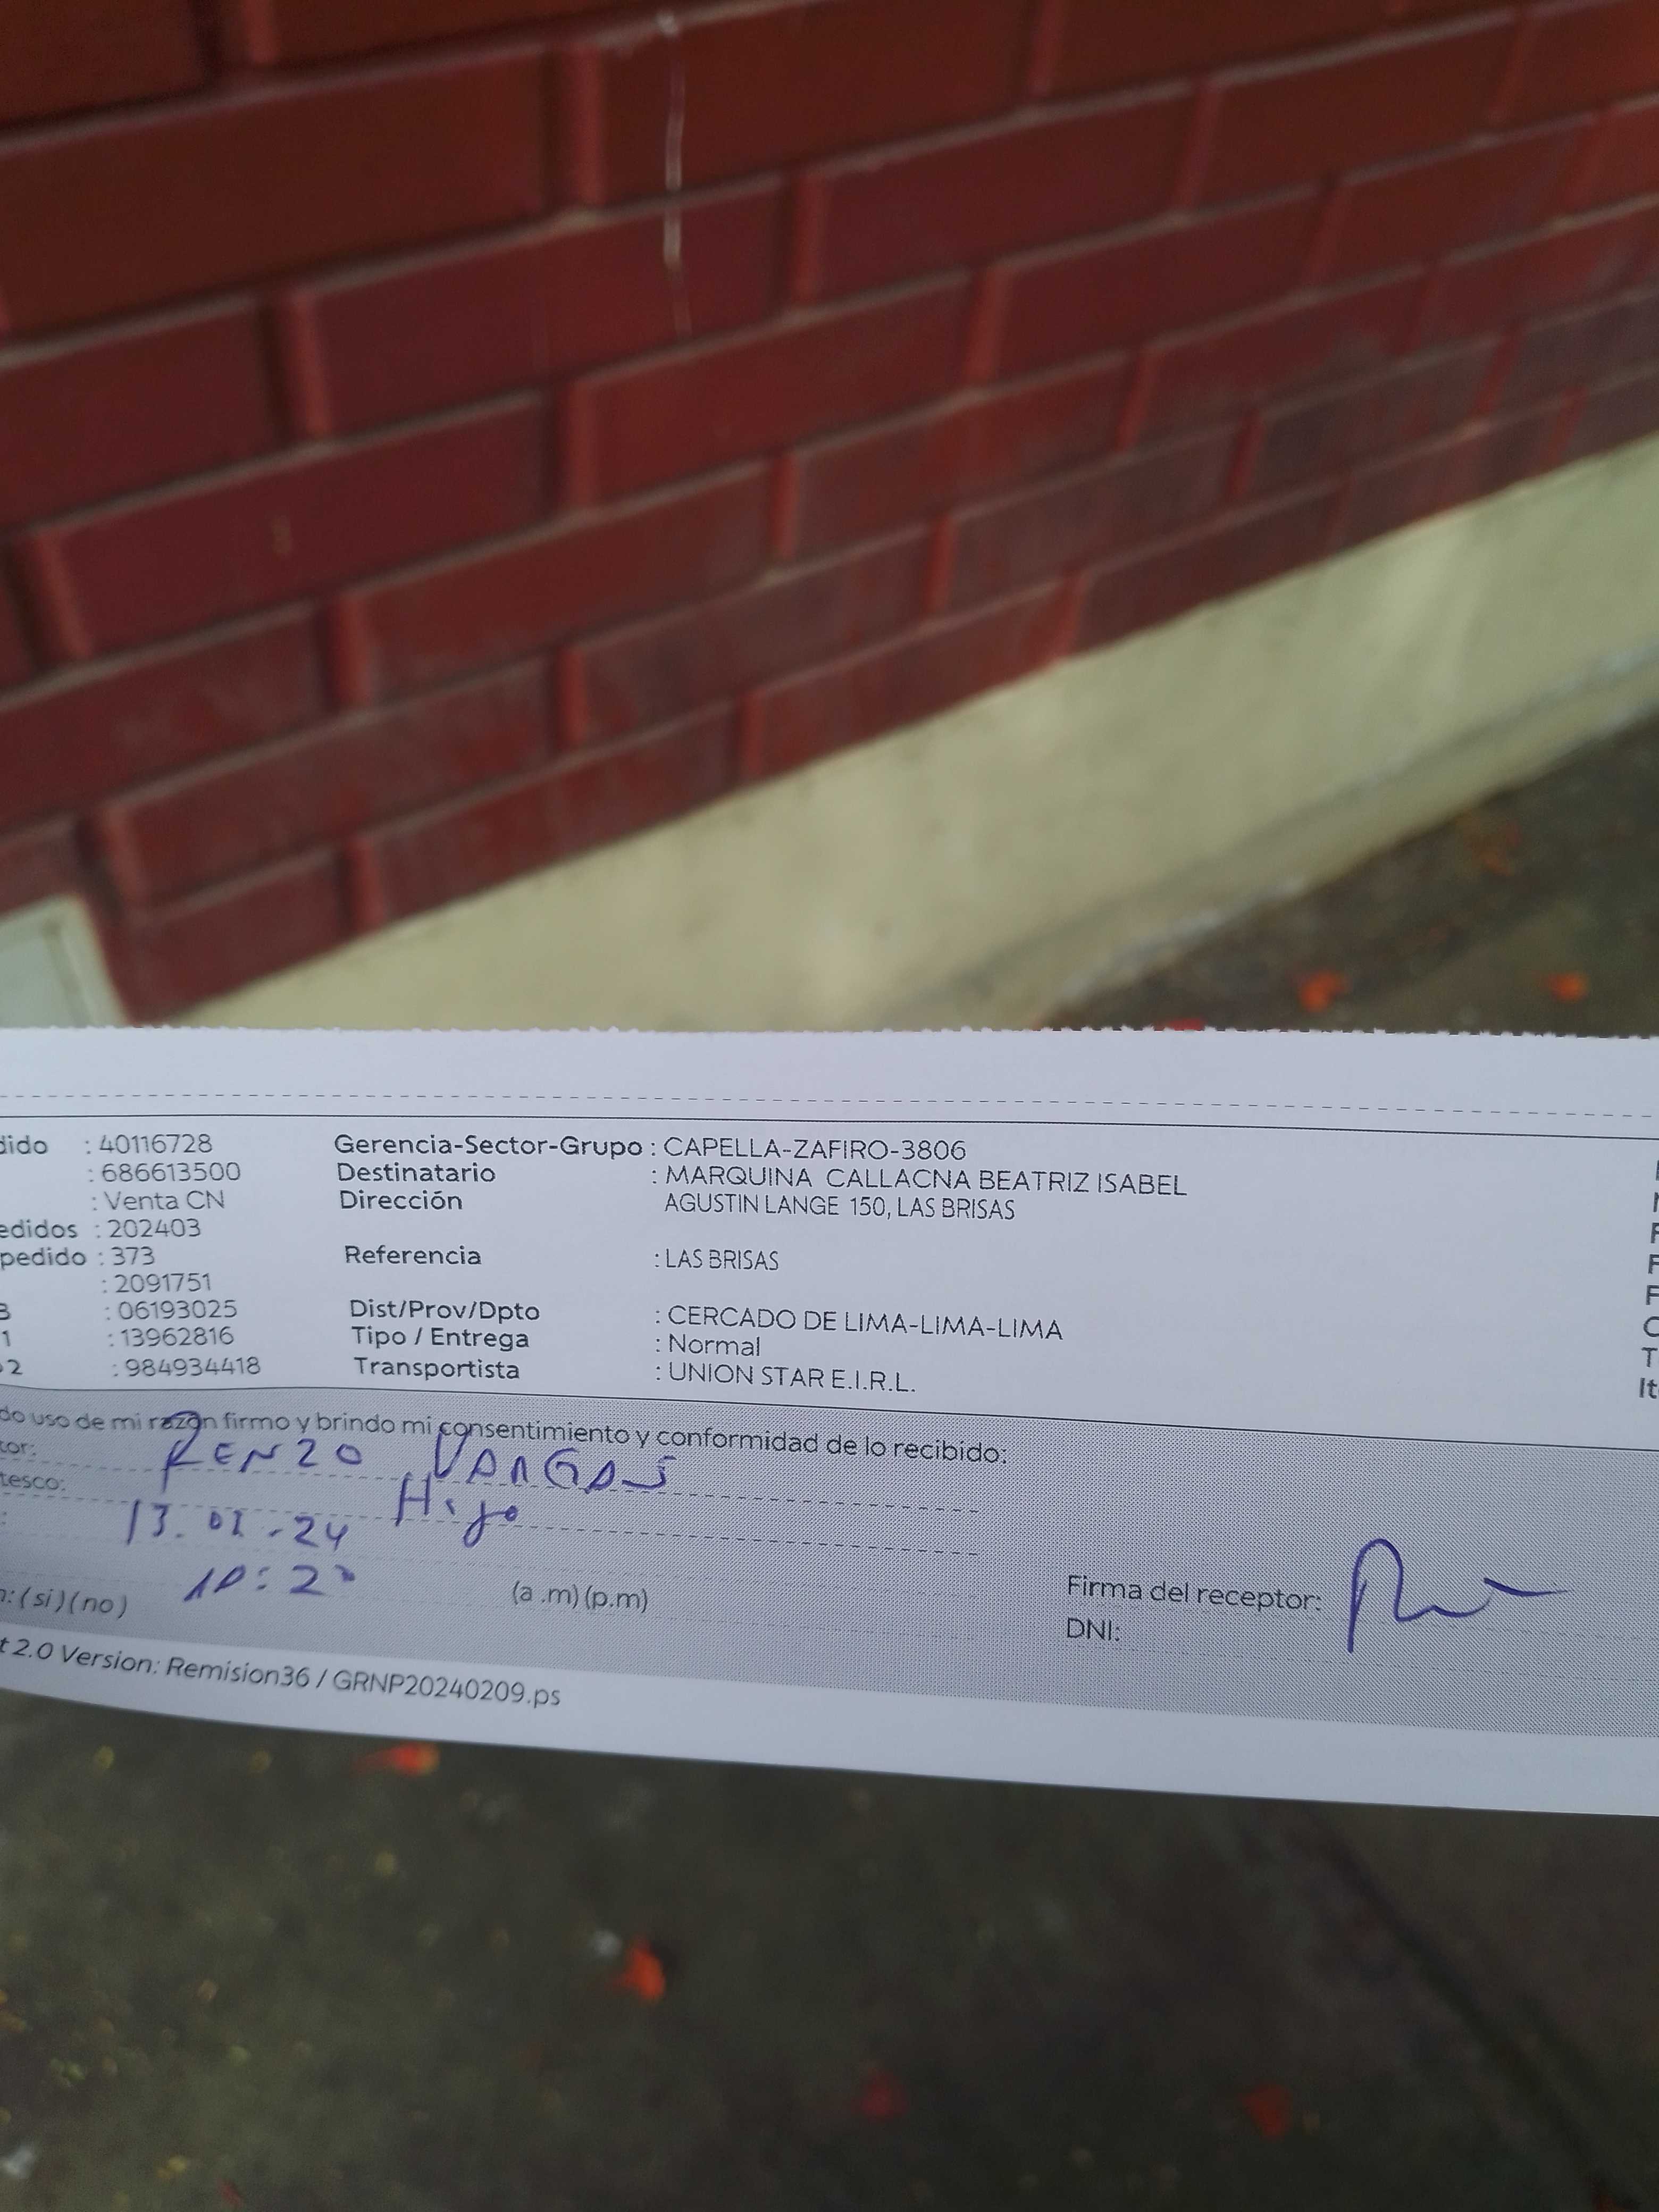 dido : 40116728 Gerencia-Sector-Grupo : CAPELLA-ZAFIRO-3806
: 686613500 Destinatario : MARQUINA CALLACNA BEATRIZ ISABEL
: Venta CN Dirección AGUSTIN LANGE 150, LAS BRISAS
edidos : 202403
pedido : 373 Referencia : LAS BRISAS
: 2091751
: 06193025 Dist/Prov/Dpto : CERCADO DE LIMA-LIMA-LIMA
1 : 13962816 Tipo / Entrega : Normal
2 : 984934418 Transportista : UNION STAR E.I.R.L.
It
do uso de mi razón firmo y brindo mi consentimiento y conformidad de lo recibido:
tor: RENZO VARGAS
tesco: Hijo
: 13.02.24
(si)(no) (a.m)(p.m)
Firma del receptor:
DNI:
t 2.0 Version: Remision36 / GRNP20240209.ps